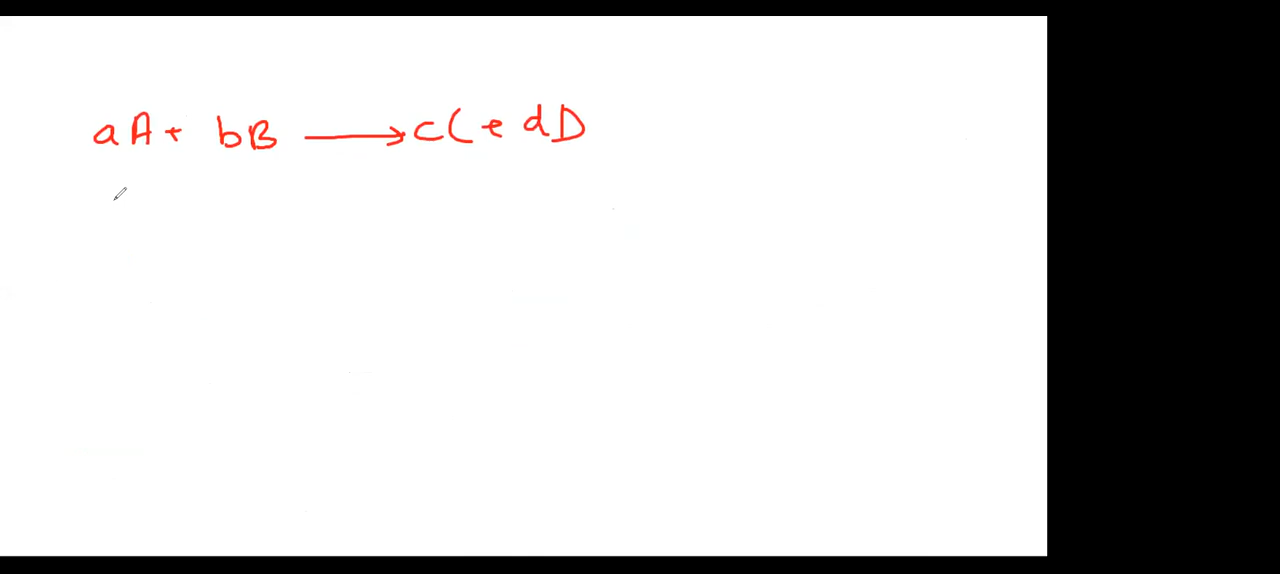 aA + bB ⟶ cC + dD